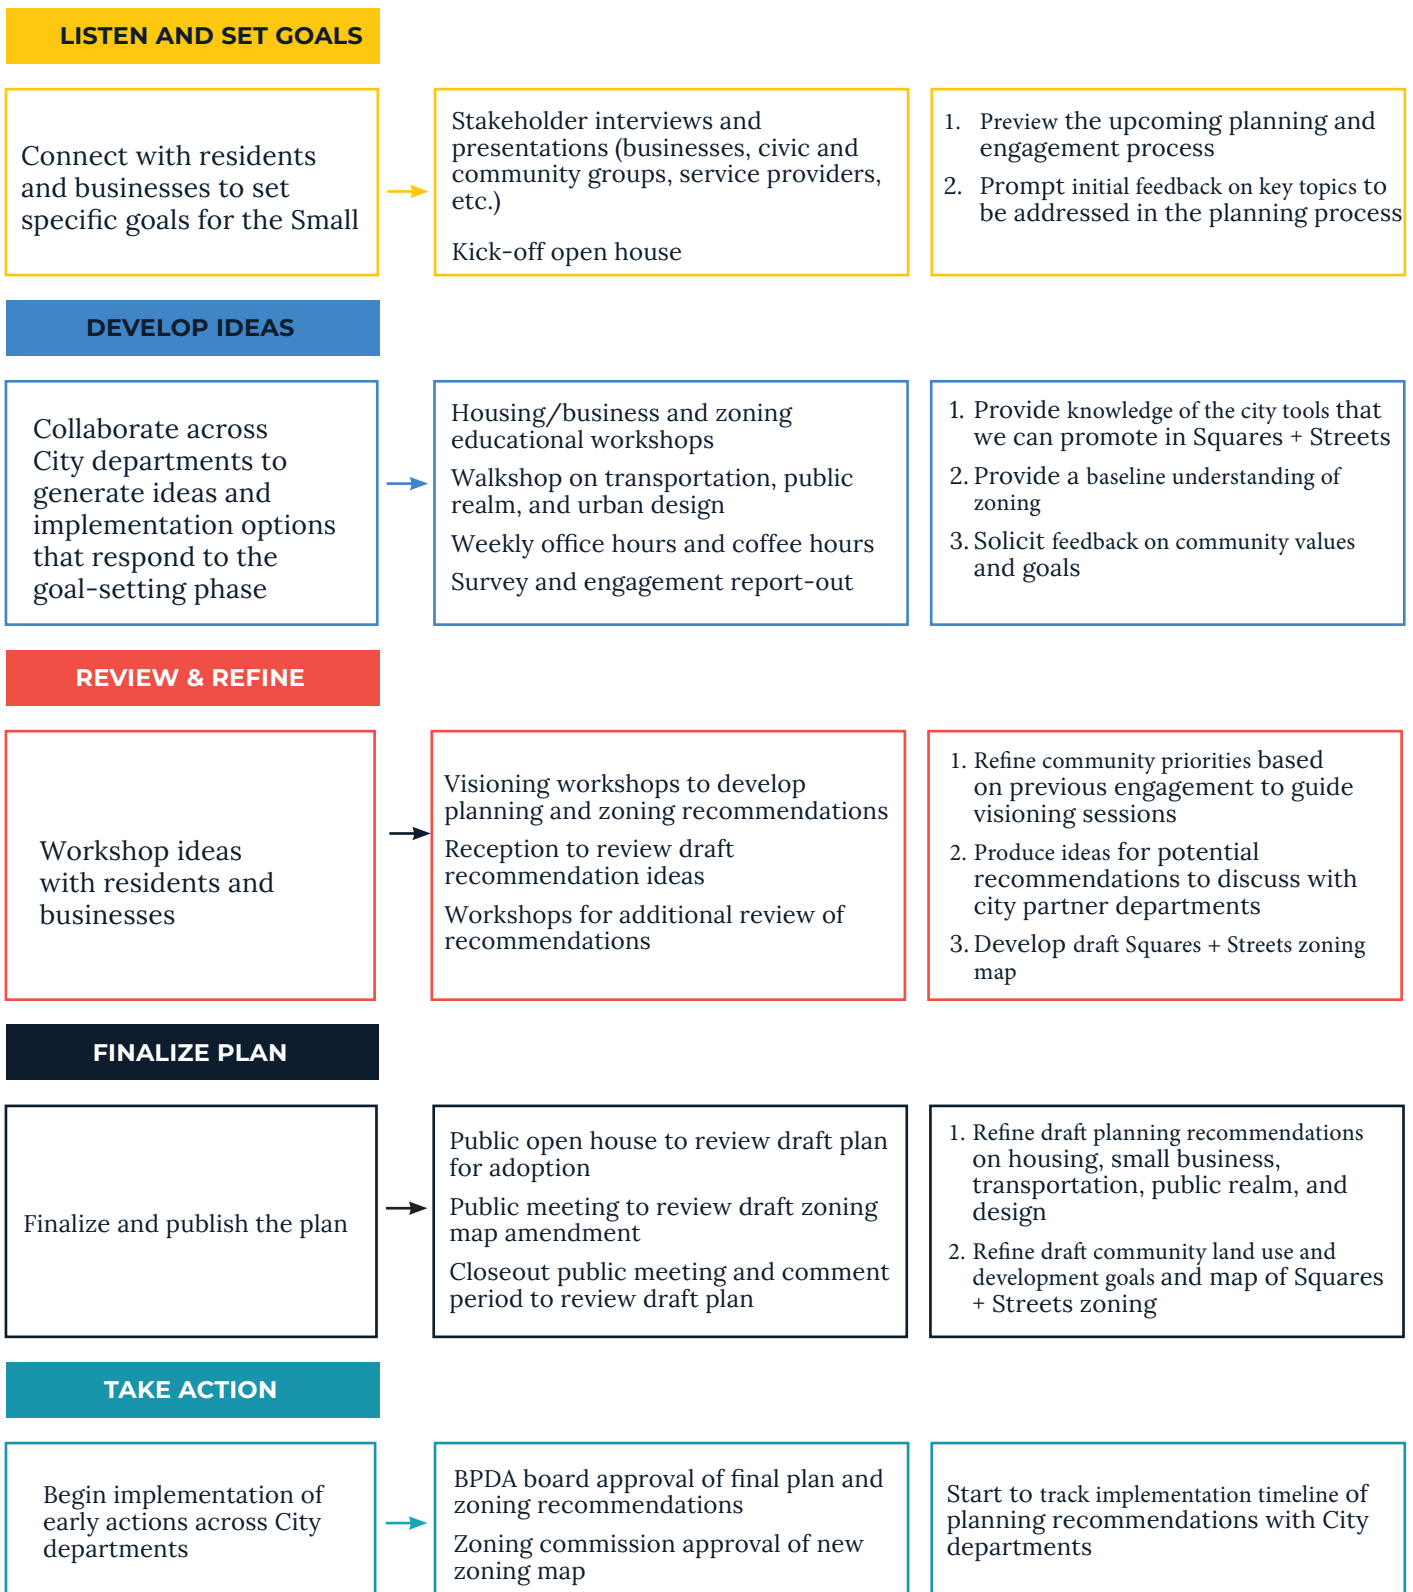 LISTEN AND SET GOALS
Connect with residents
and businesses to set
specific goals for the Small
Stakeholder interviews and
presentations (businesses, civic and
community groups, service providers,
etc.)
Kick-off open house
1. Preview the upcoming planning and
engagement process
2. Prompt initial feedback on key topics to
be addressed in the planning process
DEVELOP IDEAS
Collaborate across
City departments to
generate ideas and
implementation options
that respond to the
goal-setting phase
Housing/business and zoning
educational workshops
Walkshop on transportation, public
realm, and urban design
Weekly office hours and coffee hours
Survey and engagement report-out
1. Provide knowledge of the city tools that
we can promote in Squares + Streets
2. Provide a baseline understanding of
zoning
3. Solicit feedback on community values
and goals
REVIEW & REFINE
Workshop ideas
with residents and
businesses
Visioning workshops to develop
planning and zoning recommendations
Reception to review draft
recommendation ideas
Workshops for additional review of
recommendations
1. Refine community priorities based
on previous engagement to guide
visioning sessions
2. Produce ideas for potential
recommendations to discuss with
city partner departments
3. Develop draft Squares + Streets zoning
map
FINALIZE PLAN
Finalize and publish the plan
Public open house to review draft plan
for adoption
Public meeting to review draft zoning
map amendment
Closeout public meeting and comment
period to review draft plan
1. Refine draft planning recommendations
on housing, small business,
transportation, public realm, and
design
2. Refine draft community land use and
development goals and map of Squares
+ Streets zoning
TAKE ACTION
Begin implementation of
early actions across City
departments
BPDA board approval of final plan and
zoning recommendations
Zoning commission approval of new
zoning map
Start to track implementation timeline of
planning recommendations with City
departments